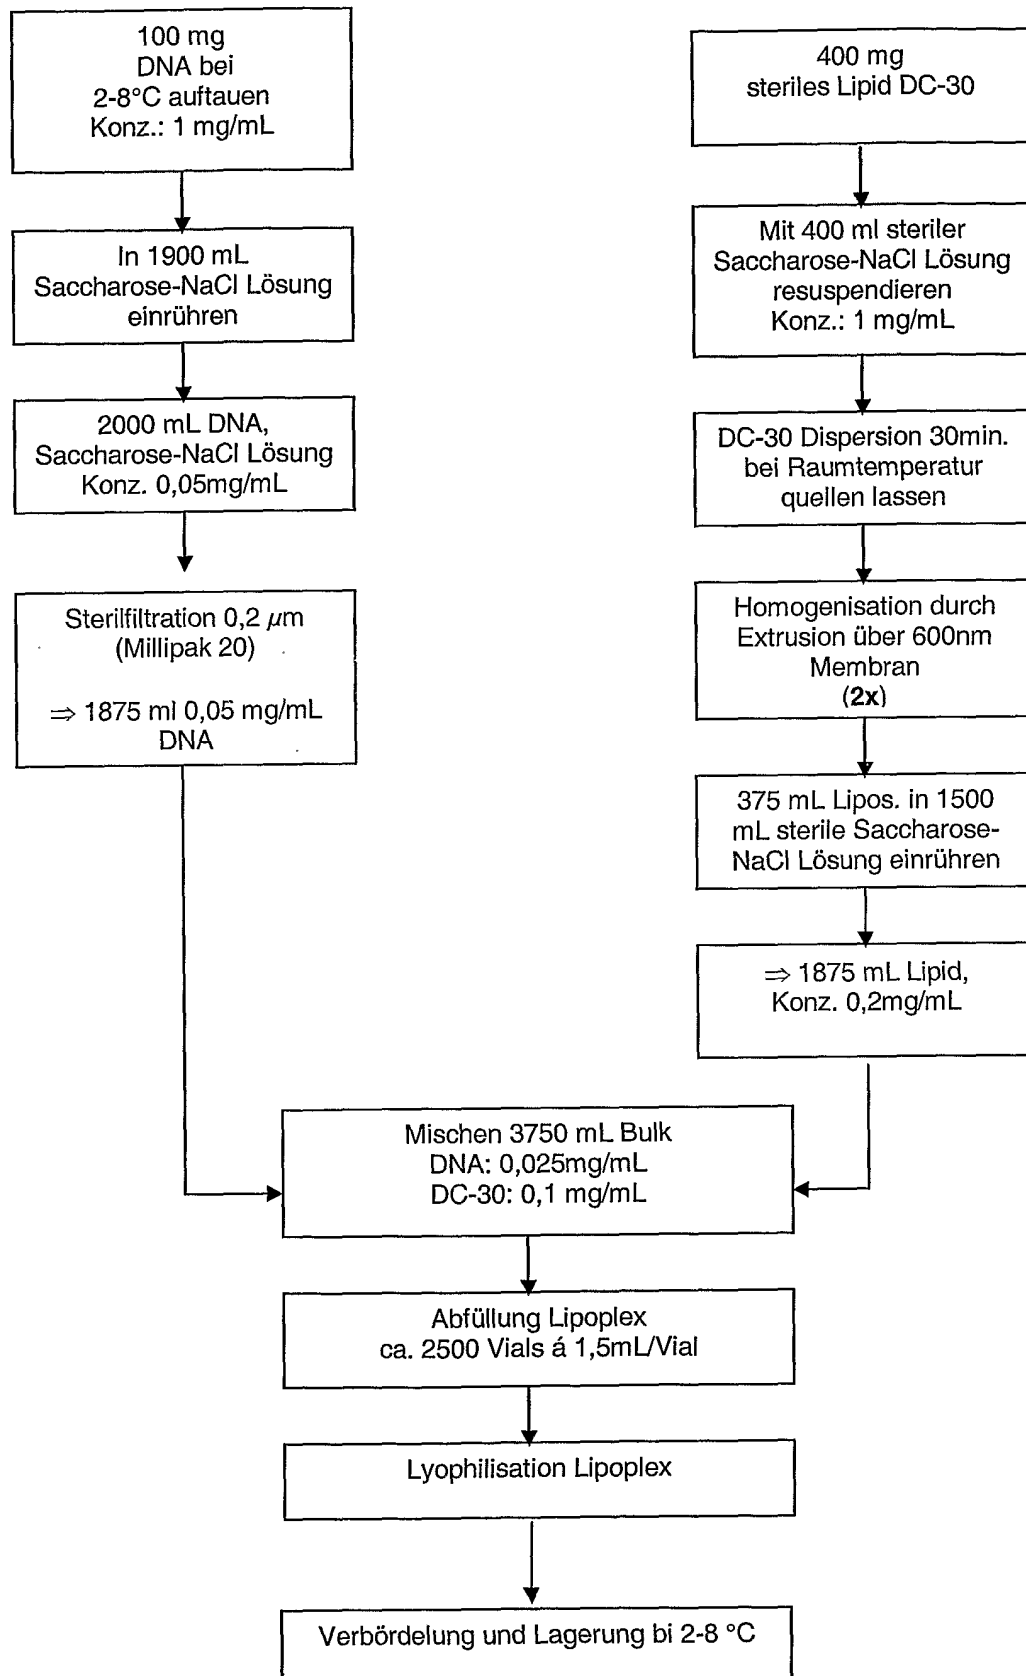 100 mg
DNA bei
2-8°C auftauen
Konz.: 1 mg/mL
In 1900 mL
Saccharose-NaCl Lösung
einrühren
2000 mL DNA,
Saccharose-NaCl Lösung
Konz. 0,05mg/mL
Sterilfiltration 0,2 µm
(Millipak 20)
⇒ 1875 ml 0,05 mg/mL
DNA
400 mg
steriles Lipid DC-30
Mit 400 ml steriler
Saccharose-NaCl Lösung
resuspendieren
Konz.: 1 mg/mL
DC-30 Dispersion 30min.
bei Raumtemperatur
quellen lassen
Homogenisation durch
Extrusion über 600nm
Membran
(2x)
375 mL Lipos. in 1500
mL sterile Saccharose-
NaCl Lösung einrühren
⇒ 1875 mL Lipid,
Konz. 0,2mg/mL
Mischen 3750 mL Bulk
DNA: 0,025mg/mL
DC-30: 0,1 mg/mL
Abfüllung Lipoplex
ca. 2500 Vials á 1,5mL/Vial
Lyophilisation Lipoplex
Verbördelung und Lagerung bi 2-8 °C